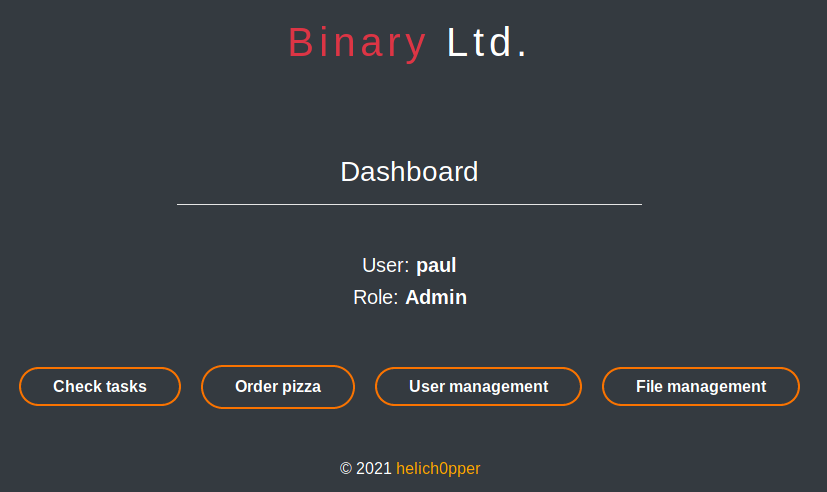 Binary Ltd.
Dashboard
User: paul
Role: Admin
Check tasks Order pizza User management File management
© 2021 helich0pper